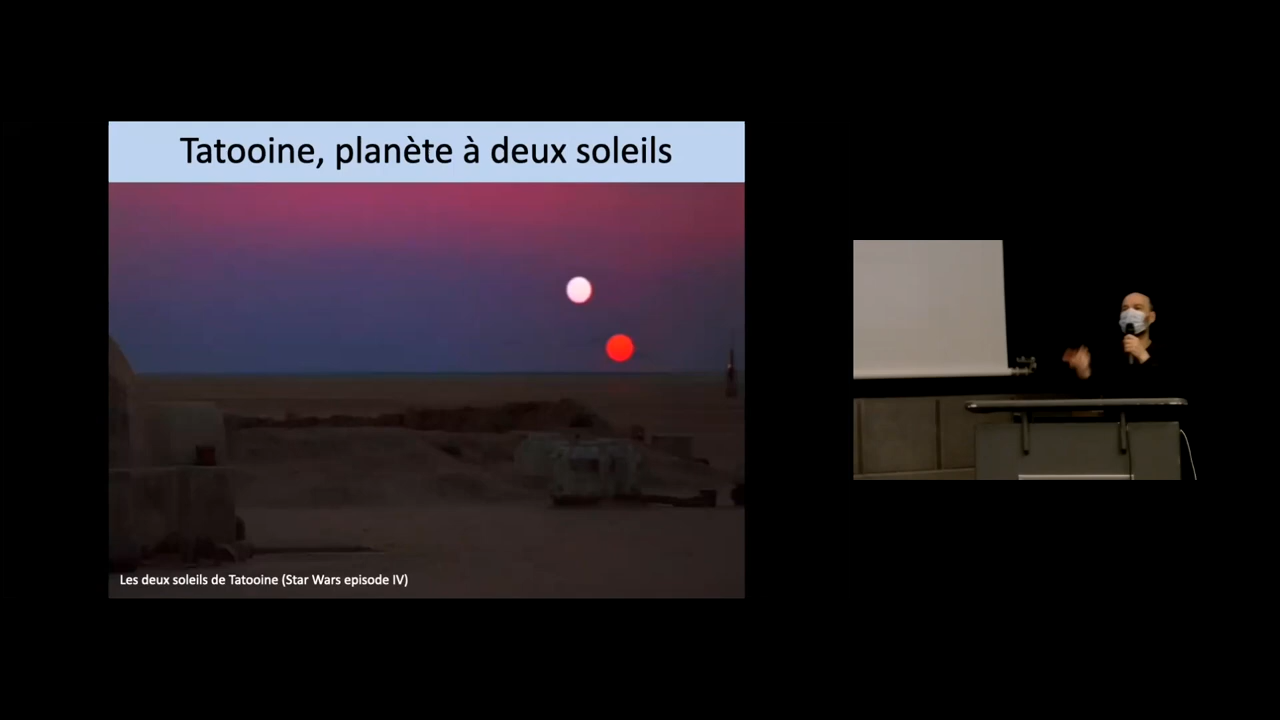 Tatooine, planète à deux soleils
Les deux soleils de Tatooine (Star Wars episode IV)